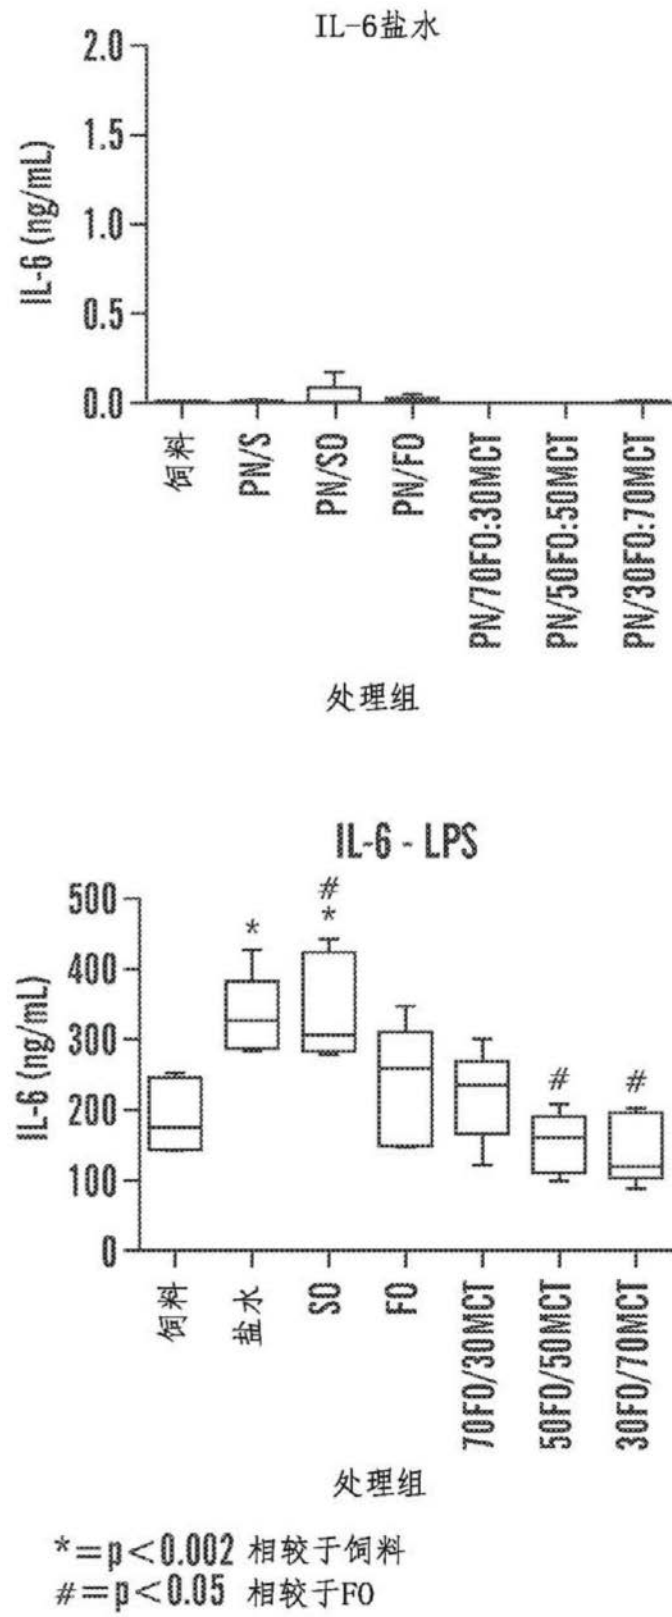 IL-6盐水
IL-6 (ng/mL)
2.0
1.5
1.0
0.5
0.0
饲料
PN/S
PN/SO
PN/FO
PN/70FO:30MCT
PN/50FO:50MCT
PN/30FO:70MCT
处理组
IL-6 - LPS
IL-6 (ng/mL)
500
400
300
200
100
0
*
#
*
#
#
饲料
盐水
SO
FO
70FO/30MCT
50FO/50MCT
30FO/70MCT
处理组
*=p<0.002 相较于饲料
#=p<0.05 相较于FO